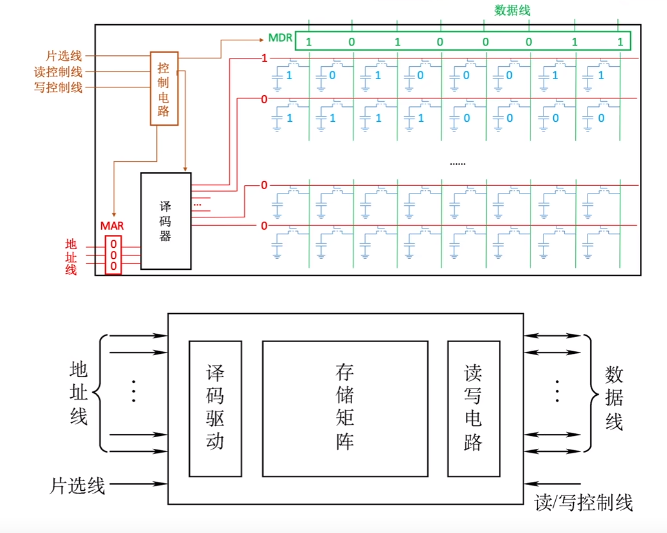 数据线
MDR 1 0 1 0 0 0 1 1
片选线
读控制线
写控制线
控制电路
1
1 0 1 0 0 0 1 1
0
1 1 1 1 0 0 0 0
......
译码器
...
0
0
MAR
地址线
0
0
0
地址线
译码驱动
存储矩阵
读写电路
数据线
片选线
读/写控制线